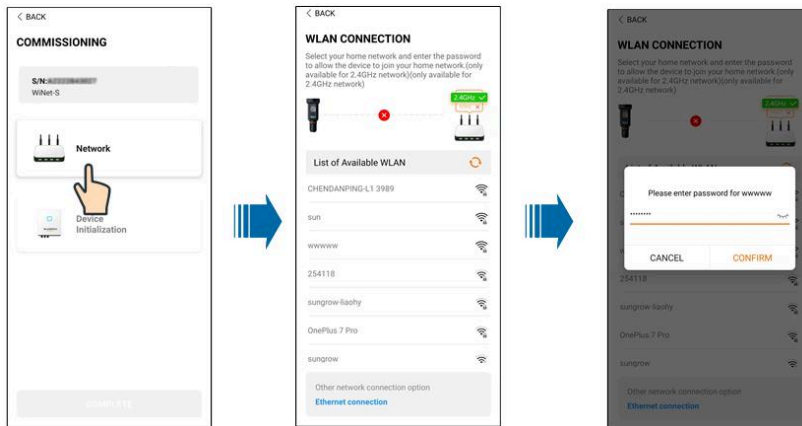 < BACK
COMMISSIONING
S/N:
WiNet-S
Network
Device
Initialization
COMPLETE
< BACK
WLAN CONNECTION
Select your home network and enter the password
to allow the device to join your home network.(only
available for 2.4GHz network)(only available for
2.4GHz network)
2.4GHz
List of Available WLAN
CHENDANPING-L1 3989
sun
wwwww
254118
sungrow-liaohy
OnePlus 7 Pro
sungrow
Other network connection option
Ethernet connection
< BACK
WLAN CONNECTION
Select your home network and enter the password
to allow the device to join your home network.(only
available for 2.4GHz network)(only available for
2.4GHz network)
2.4GHz
Please enter password for wwwww
········
CANCEL CONFIRM
254118
sungrow-liaohy
OnePlus 7 Pro
sungrow
Other network connection option
Ethernet connection